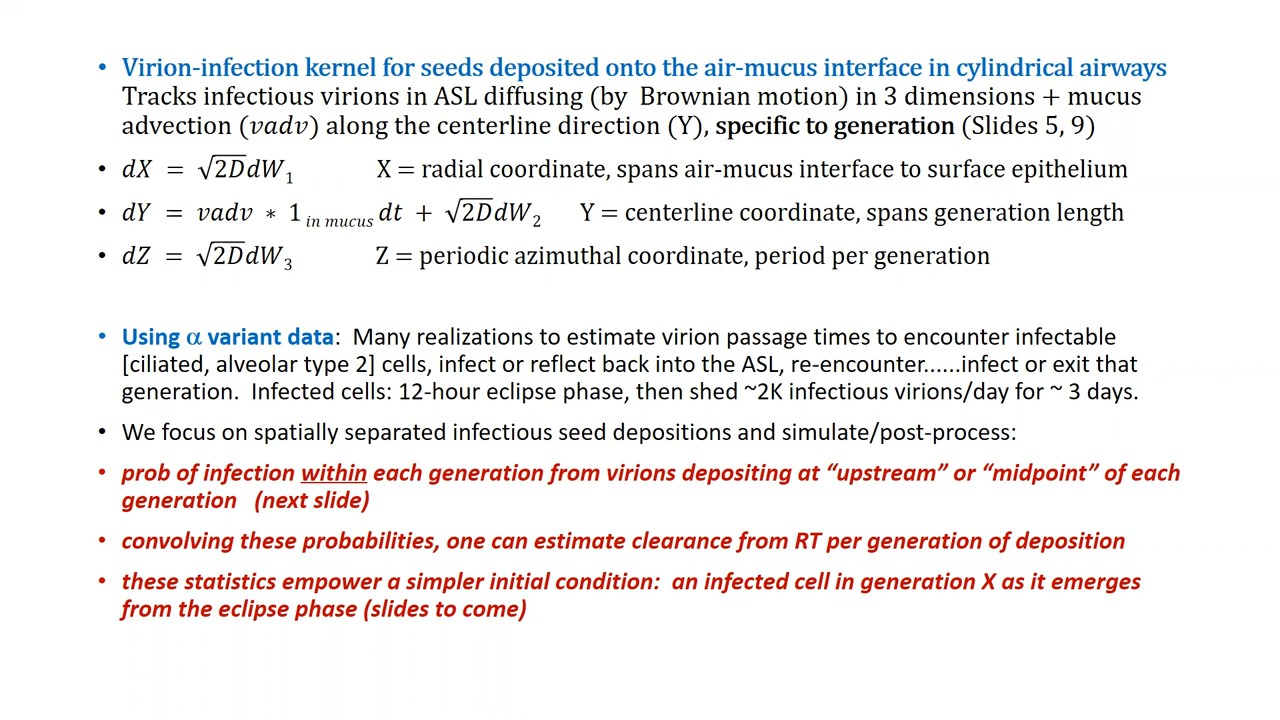 • Virion-infection kernel for seeds deposited onto the air-mucus interface in cylindrical airways
Tracks infectious virions in ASL diffusing (by Brownian motion) in 3 dimensions + mucus
advection (vadv) along the centerline direction (Y), specific to generation (Slides 5, 9)
• dX = √2D dW₁ X = radial coordinate, spans air-mucus interface to surface epithelium
• dY = vadv * 1 in mucus dt + √2D dW₂ Y = centerline coordinate, spans generation length
• dZ = √2D dW₃ Z = periodic azimuthal coordinate, period per generation
• Using α variant data: Many realizations to estimate virion passage times to encounter infectable
[ciliated, alveolar type 2] cells, infect or reflect back into the ASL, re-encounter......infect or exit that
generation. Infected cells: 12-hour eclipse phase, then shed ~2K infectious virions/day for ~ 3 days.
• We focus on spatially separated infectious seed depositions and simulate/post-process:
• prob of infection within each generation from virions depositing at “upstream” or “midpoint” of each
generation (next slide)
• convolving these probabilities, one can estimate clearance from RT per generation of deposition
• these statistics empower a simpler initial condition: an infected cell in generation X as it emerges
from the eclipse phase (slides to come)